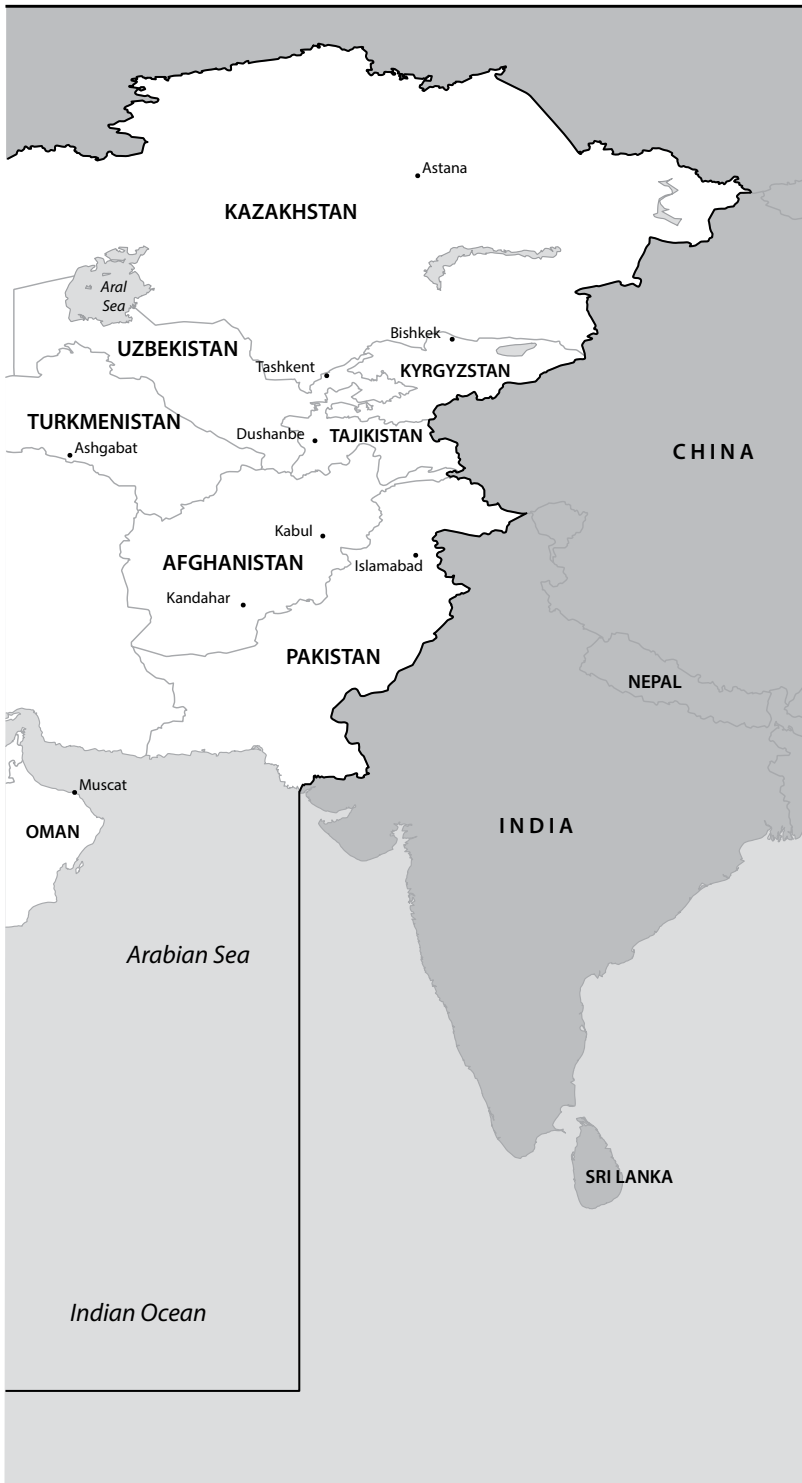 Astana
KAZAKHSTAN
Aral
Sea
Bishkek
UZBEKISTAN
Tashkent
KYRGYZSTAN
TURKMENISTAN
Dushanbe
TAJIKISTAN
Ashgabat
CHINA
Kabul
AFGHANISTAN
Islamabad
Kandahar
PAKISTAN
NEPAL
Muscat
OMAN
INDIA
Arabian Sea
SRI LANKA
Indian Ocean